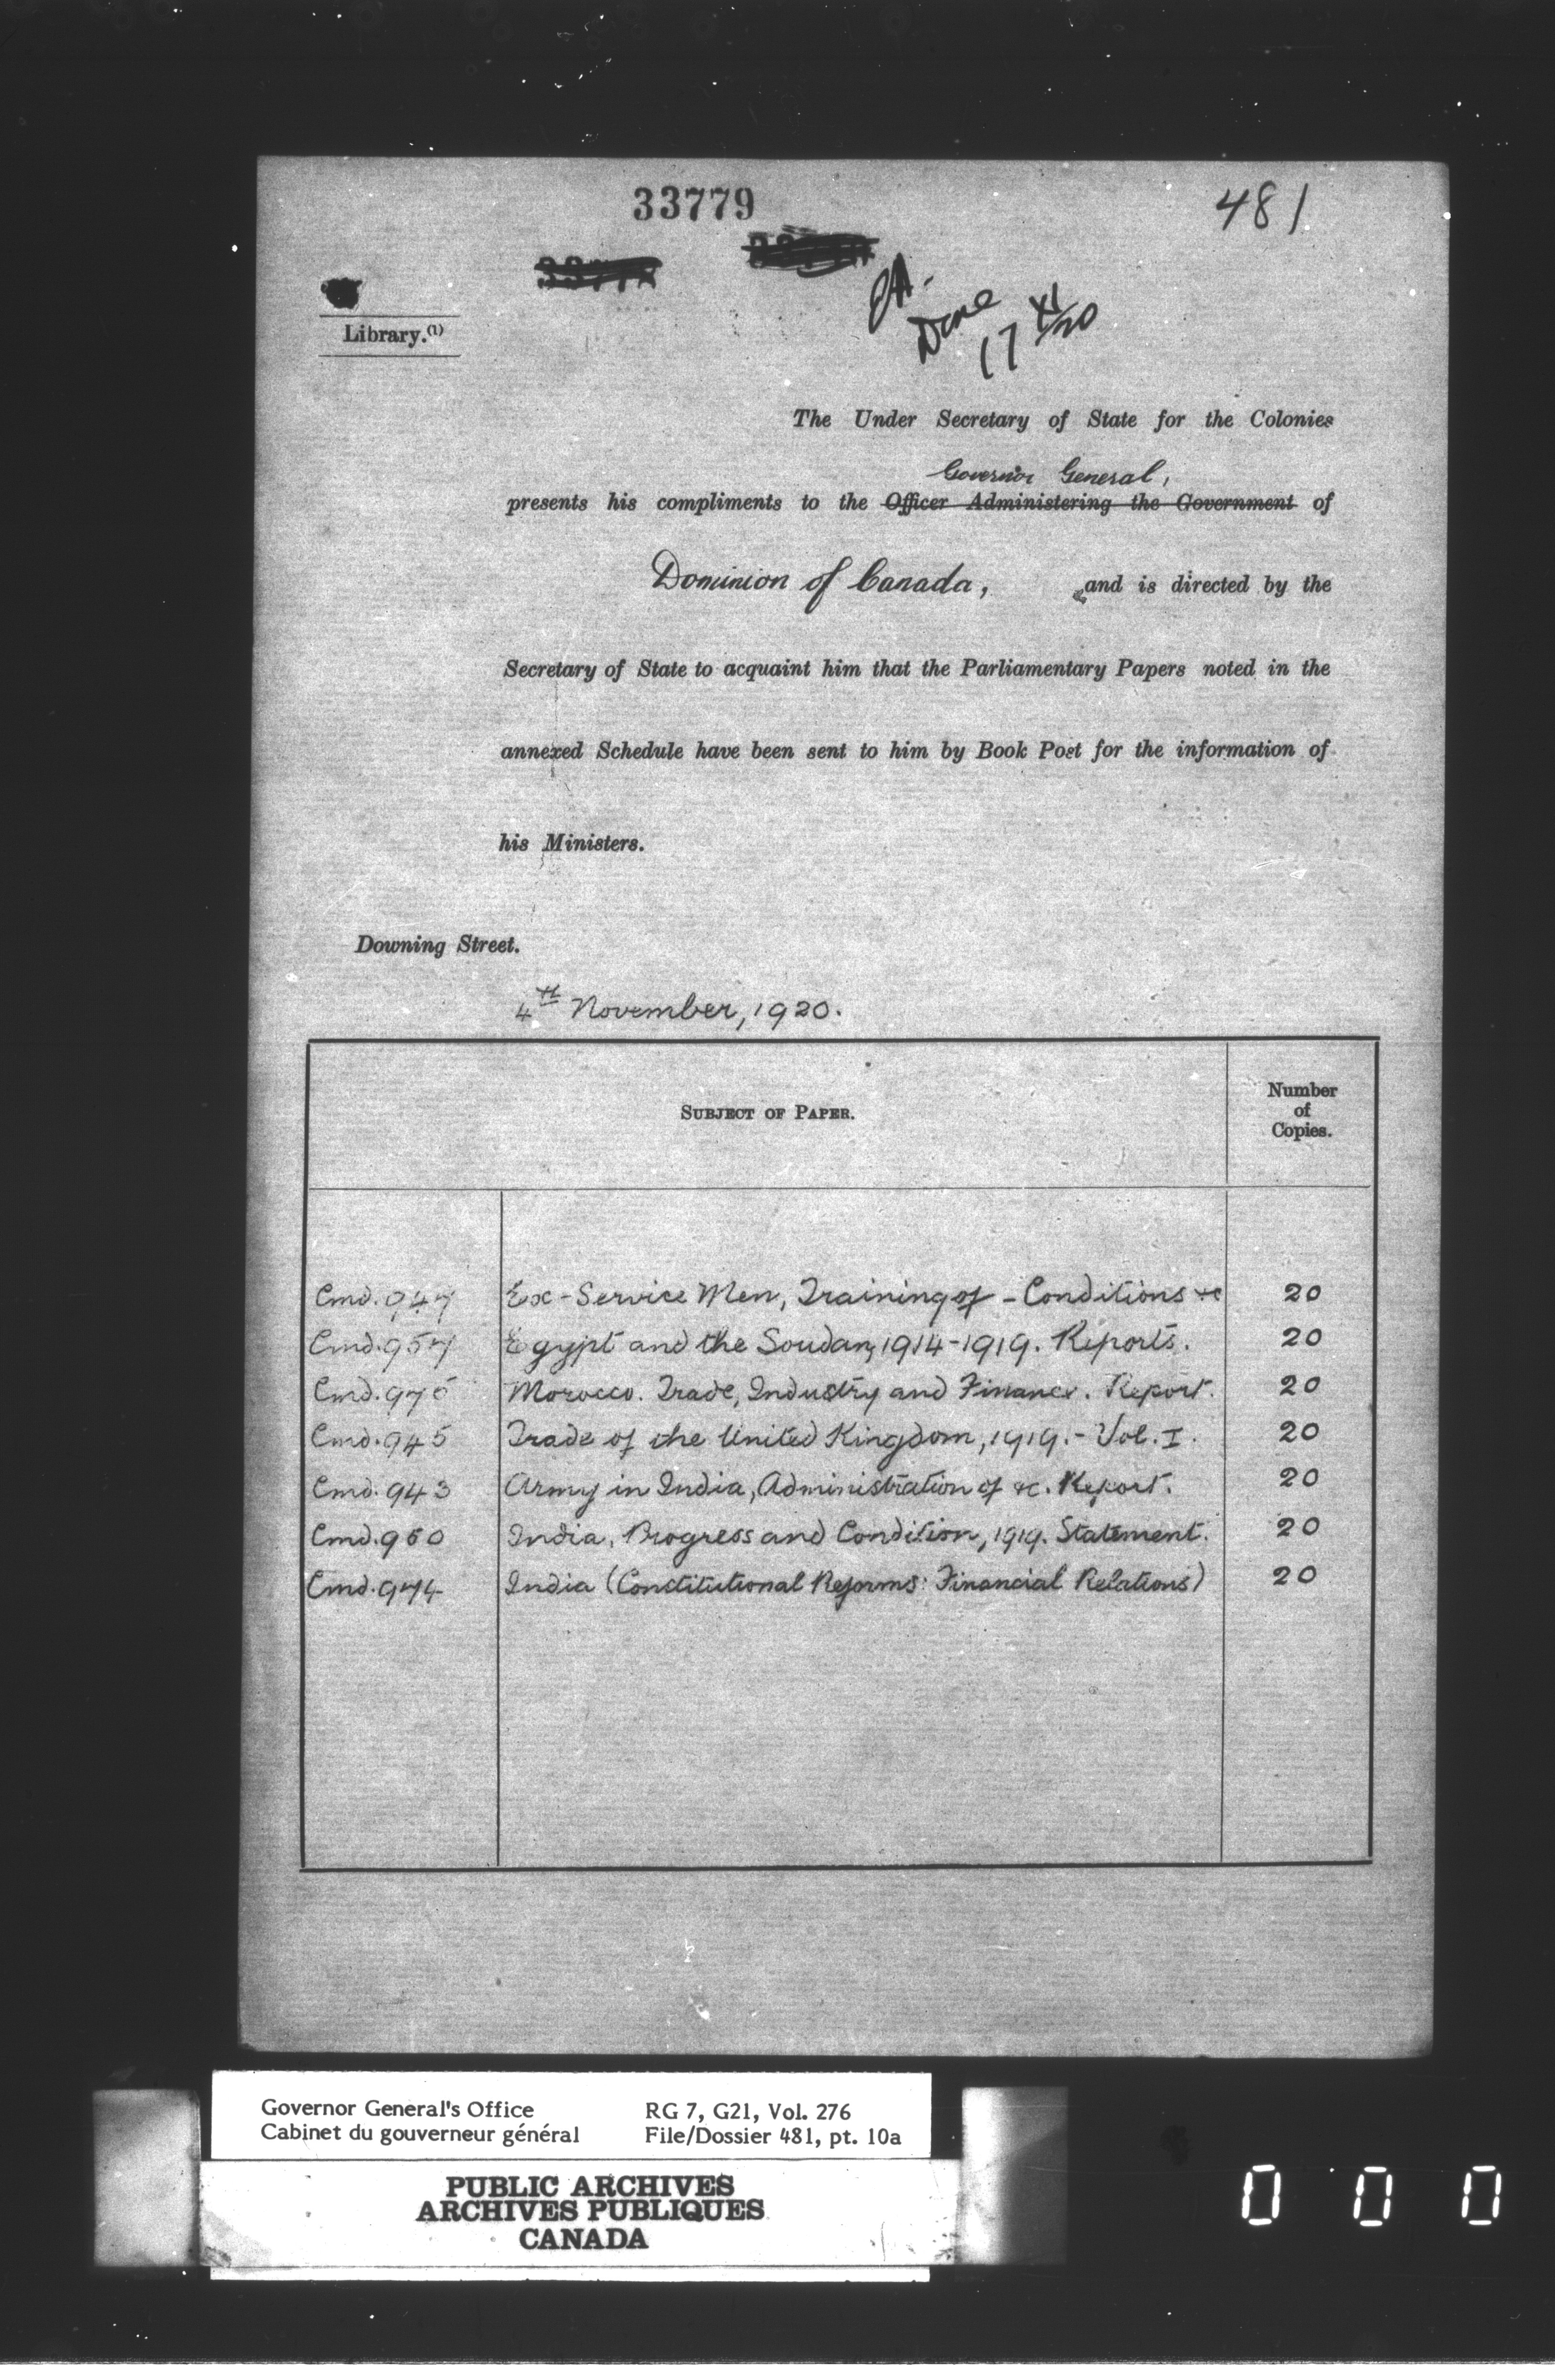 33779
481
Done
17 XI/20
Library.(1)
The Under Secretary of State for the Colonies
Governor General,
presents his compliments to the Officer Administering the Government of
Dominion of Canada, and is directed by the
Secretary of State to acquaint him that the Parliamentary Papers noted in the
annexed Schedule have been sent to him by Book Post for the information of
his Ministers.
Downing Street.
4th November, 1920.
SUBJECT OF PAPER.
Number
of
Copies.
Cmd. 947 Ex-Service Men, Training of - Conditions &c 20
Cmd. 957 Egypt and the Soudan, 1914-1919. Reports. 20
Cmd. 975 Morocco. Trade, Industry and Finance. Report. 20
Cmd. 945 Trade of the United Kingdom, 1919. - Vol. I. 20
Cmd. 943 Army in India, Administration of &c. Report. 20
Cmd. 950 India, Progress and Condition, 1919. Statement. 20
Cmd. 974 India (Constitutional Reforms: Financial Relations) 20
Governor General's Office RG 7, G21, Vol. 276
Cabinet du gouverneur général File/Dossier 481, pt. 10a
PUBLIC ARCHIVES
ARCHIVES PUBLIQUES
CANADA
0 0 0